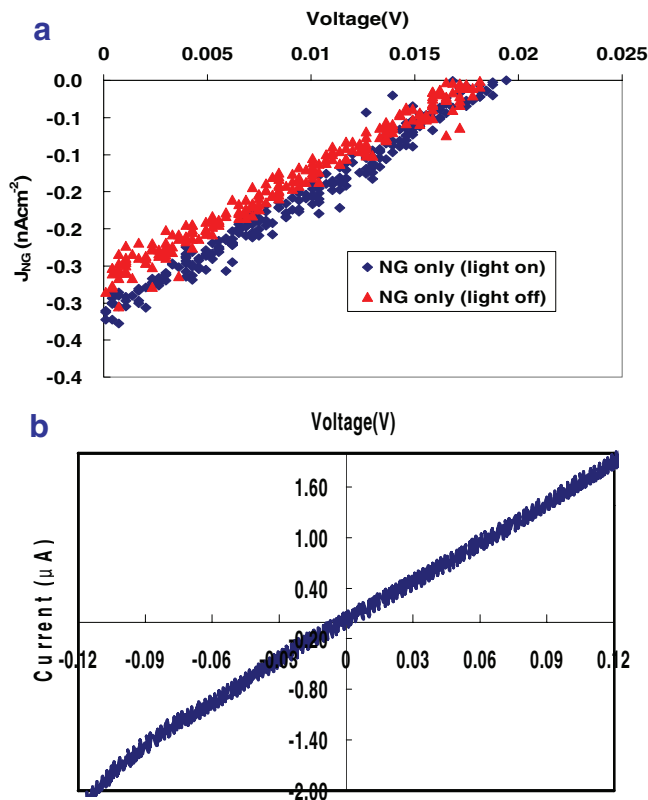 a
Voltage(V)
0 0.005 0.010 0.015 0.020 0.025
0.0
-0.1
-0.1
-0.2
-0.2
-0.3
-0.3
-0.4
-0.4
J_NG (nAcm-2)
NG only (light on)
NG only (light off)
b
Voltage(V)
1.60
1.00
0.40
-0.20
-0.80
-1.40
-2.00
-0.12 -0.09 -0.06 -0.03 0 0.03 0.06 0.09 0.12
Current (μA)